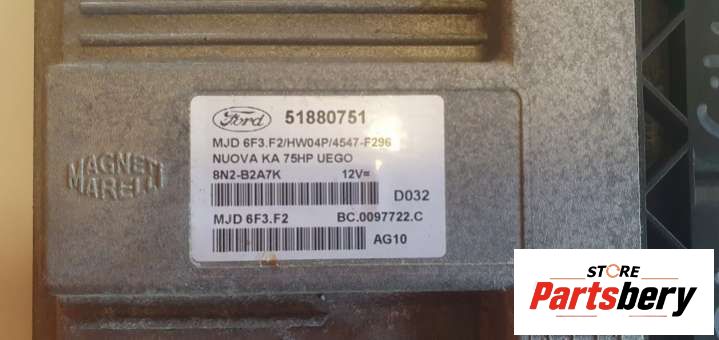 Ford 51880751
MJD 6F3.F2/HW04P/4547-F296
NUOVA KA 75HP UEGO
8N2-B2A7K 12V=
D032
MJD 6F3.F2 BC.0097722.C
AG10
MAGNETI
MARELLI
STORE
Partsbery